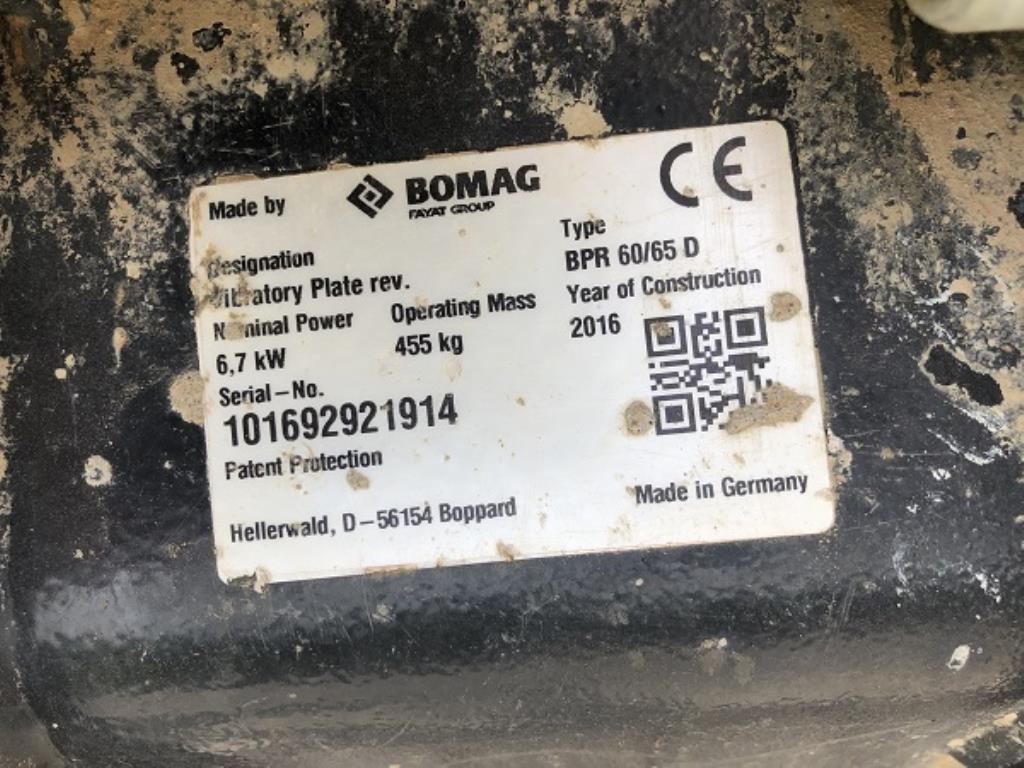 Made by
BOMAG
FAYAT GROUP
CE
Designation
Vibratory Plate rev.
Type
BPR 60/65 D
Nominal Power
6,7 kW
Operating Mass
455 kg
Year of Construction
2016
Serial-No.
101692921914
Patent Protection
Hellerwald, D-56154 Boppard
Made in Germany